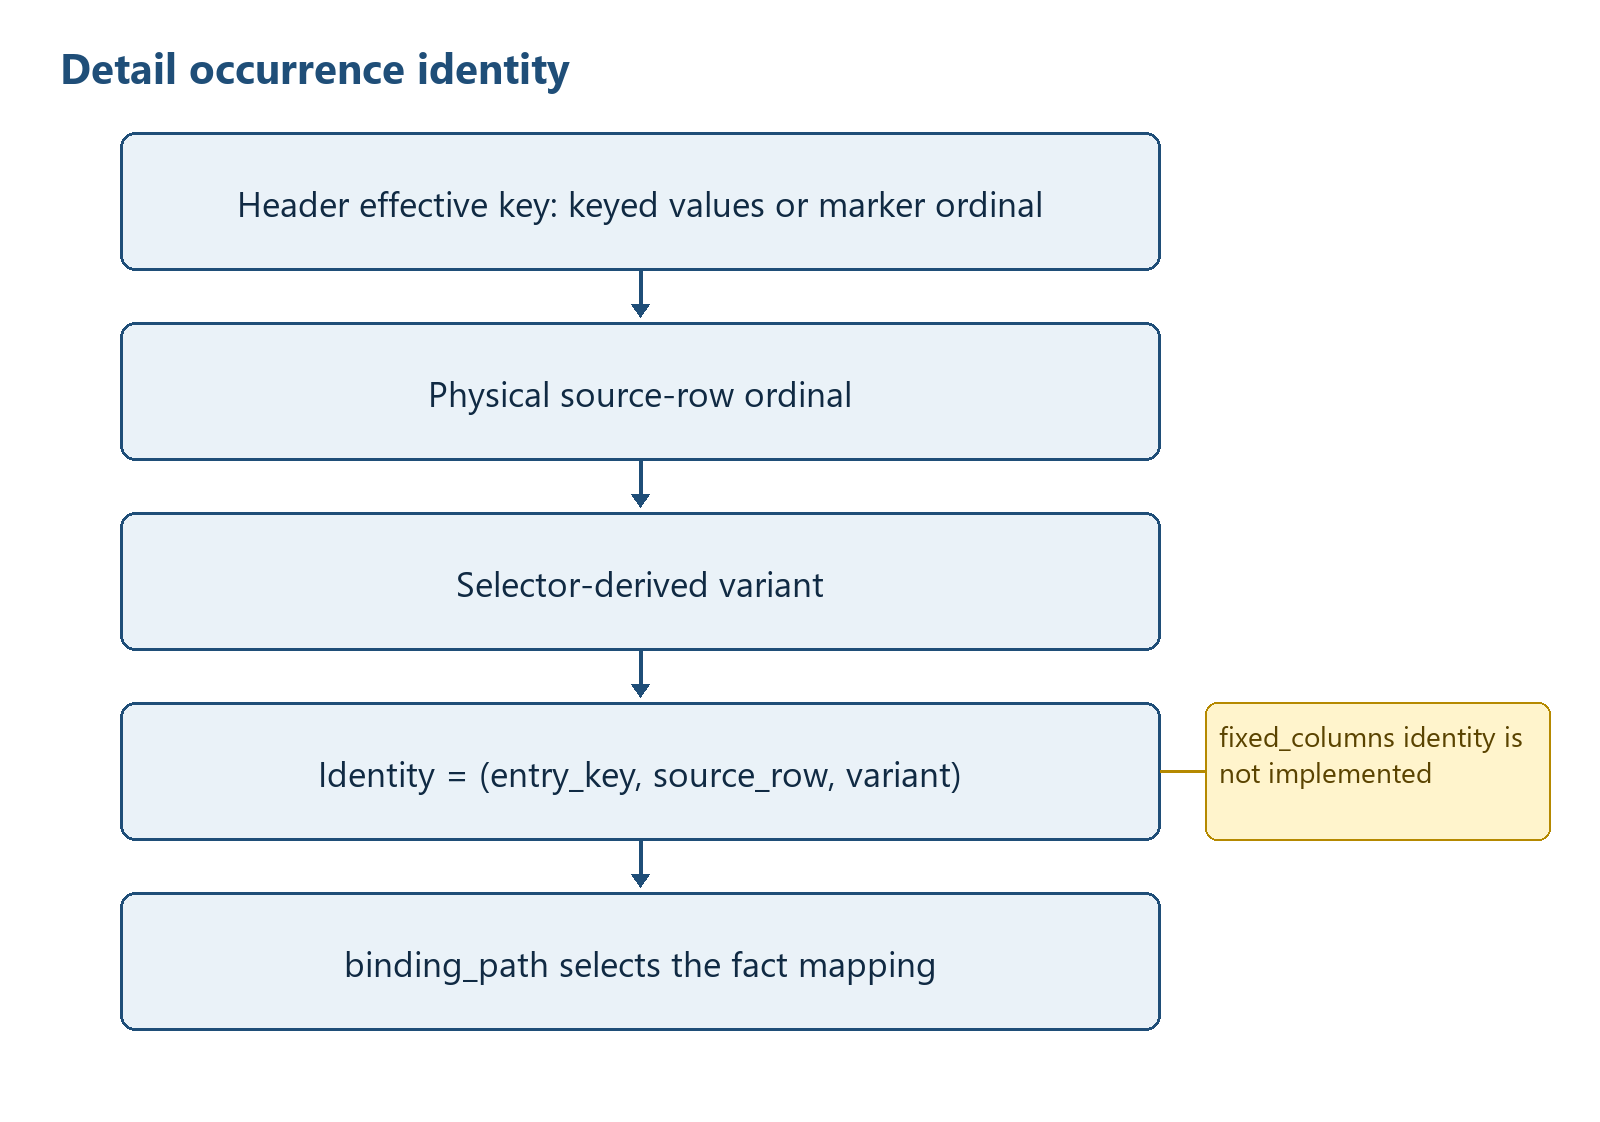 Detail occurrence identity
Header effective key: keyed values or marker ordinal
Physical source-row ordinal
Selector-derived variant
Identity = (entry_key, source_row, variant)
fixed_columns identity is
not implemented
binding_path selects the fact mapping